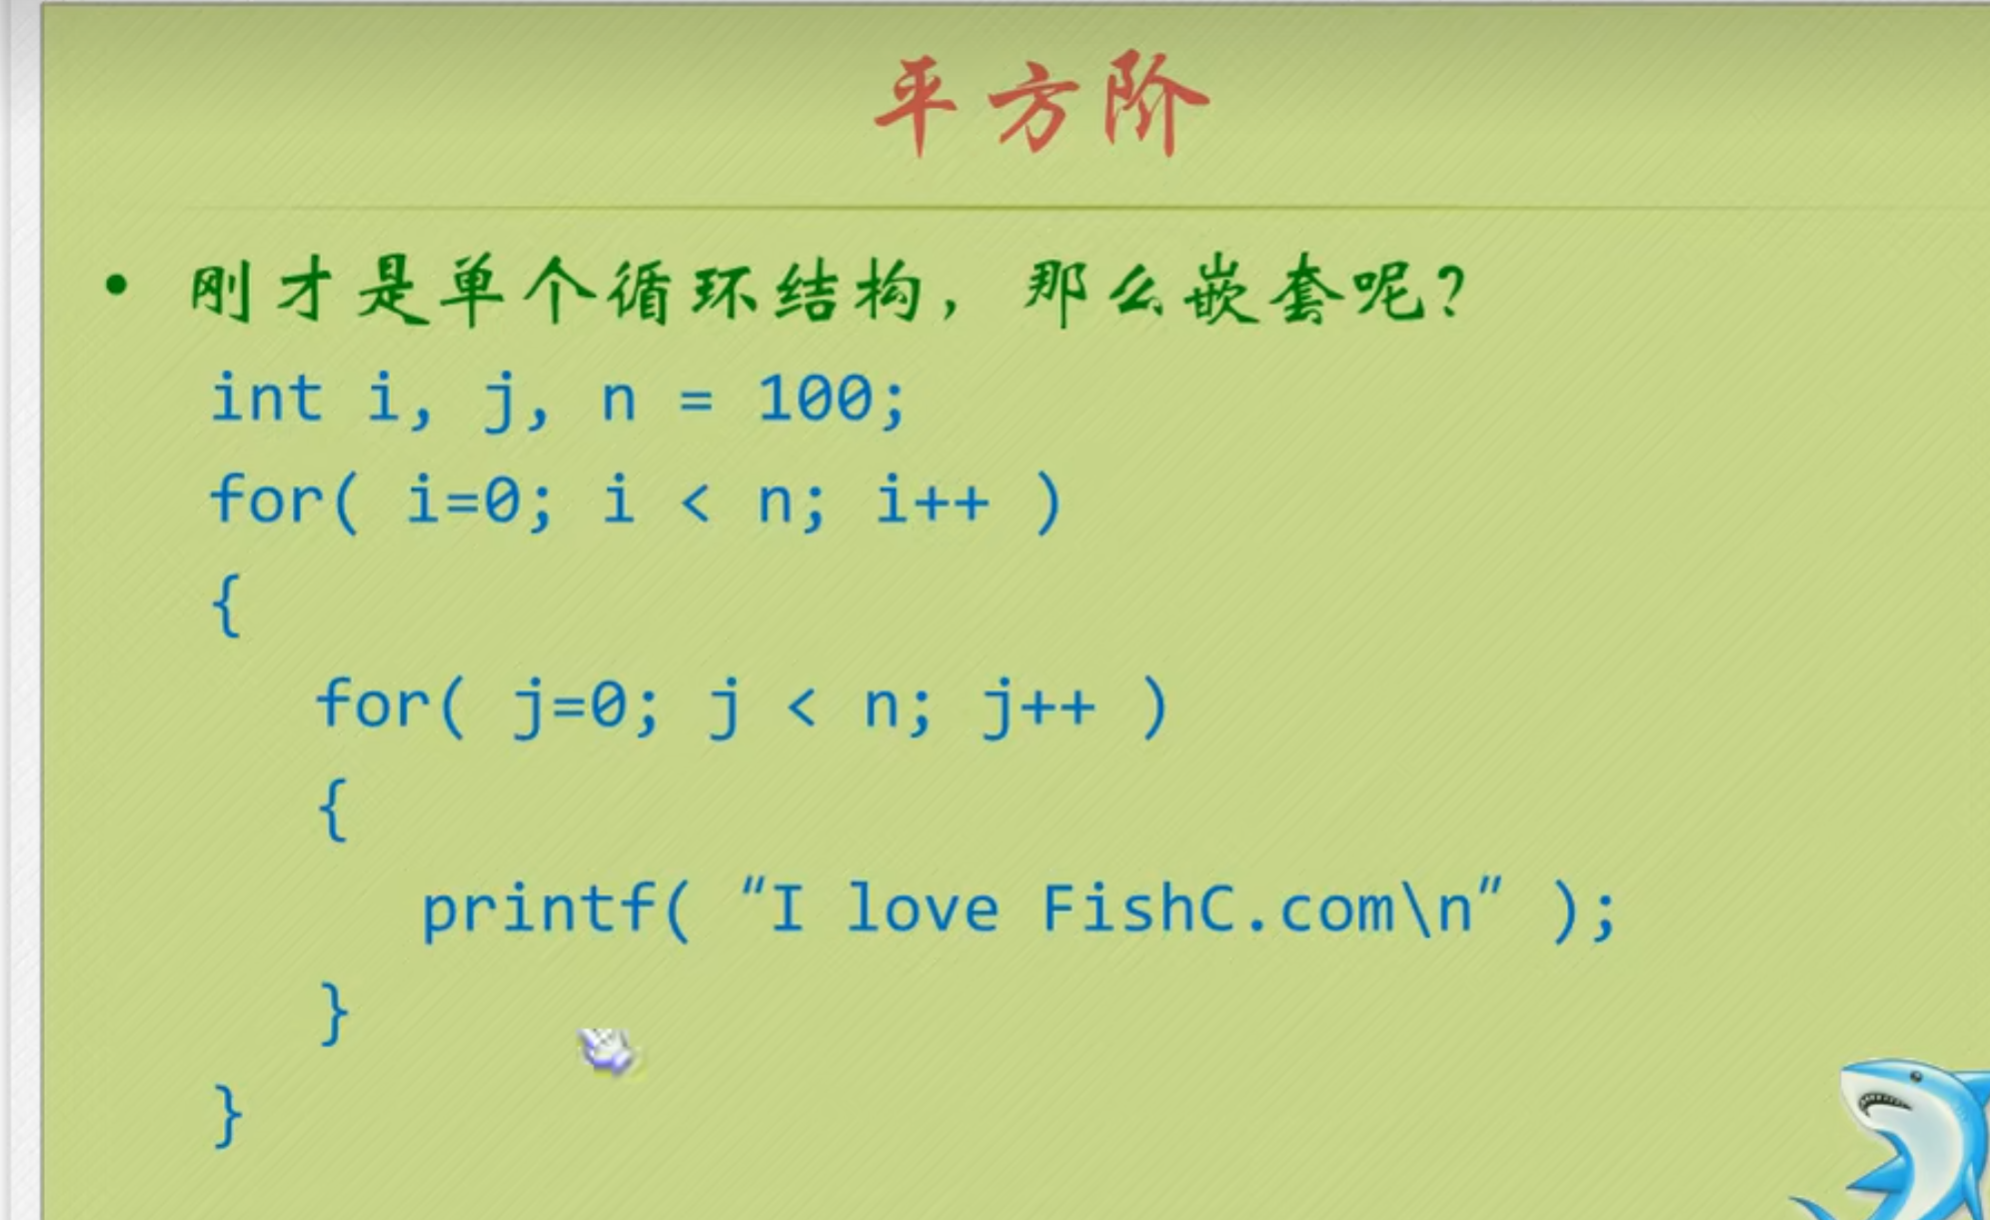 平方阶
• 刚才是单个循环结构，那么嵌套呢？
int i, j, n = 100;
for( i=0; i < n; i++ )
{
for( j=0; j < n; j++ )
{
printf( “I love FishC.com\n” );
}
}